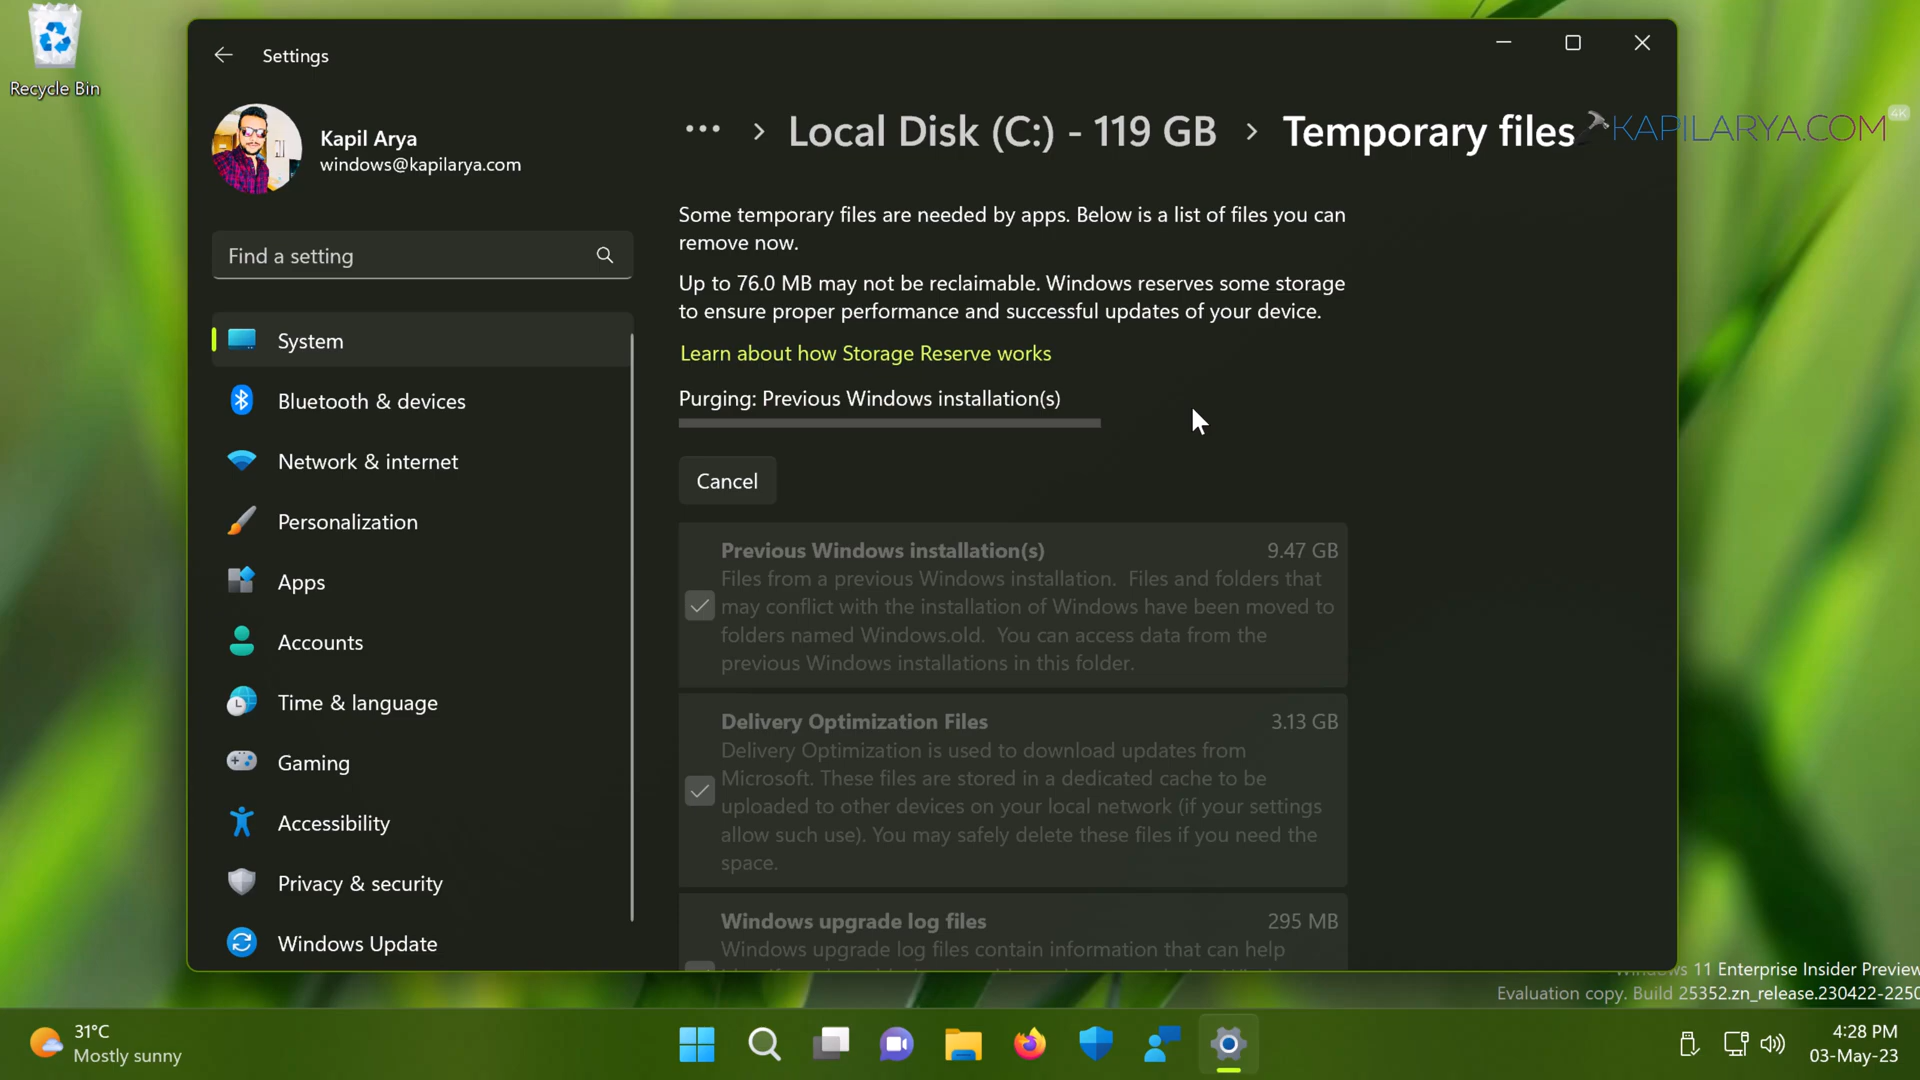 Recycle Bin
Settings
Kapil Arya
windows@kapilarya.com
Find a setting
System
Bluetooth & devices
Network & internet
Personalization
Apps
Accounts
Time & language
Gaming
Accessibility
Privacy & security
Windows Update
... > Local Disk (C:) - 119 GB > Temporary files
KAPILARYA.COM
4K
Some temporary files are needed by apps. Below is a list of files you can
remove now.
Up to 76.0 MB may not be reclaimable. Windows reserves some storage
to ensure proper performance and successful updates of your device.
Learn about how Storage Reserve works
Purging: Previous Windows installation(s)
Cancel
Previous Windows installation(s) 9.47 GB
Files from a previous Windows installation. Files and folders that
may conflict with the installation of Windows have been moved to
folders named Windows.old. You can access data from the
previous Windows installations in this folder.
Delivery Optimization Files 3.13 GB
Delivery Optimization is used to download updates from
Microsoft. These files are stored in a dedicated cache to be
uploaded to other devices on your local network (if your settings
allow such use). You may safely delete these files if you need the
space.
Windows upgrade log files 295 MB
Windows upgrade log files contain information that can help
Windows 11 Enterprise Insider Preview
Evaluation copy. Build 25352.zn_release.230422-2250
31°C
Mostly sunny
4:28 PM
03-May-23